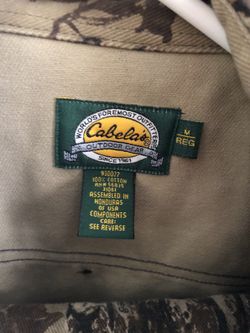 WORLD'S FOREMOST OUTFITTER
Cabela's
OUTDOOR GEAR
SINCE 1961
M
REG
100% COTTON
ASSEMBLED IN
HONDURAS
OF USA
COMPONENTS
CARE:
SEE REVERSE